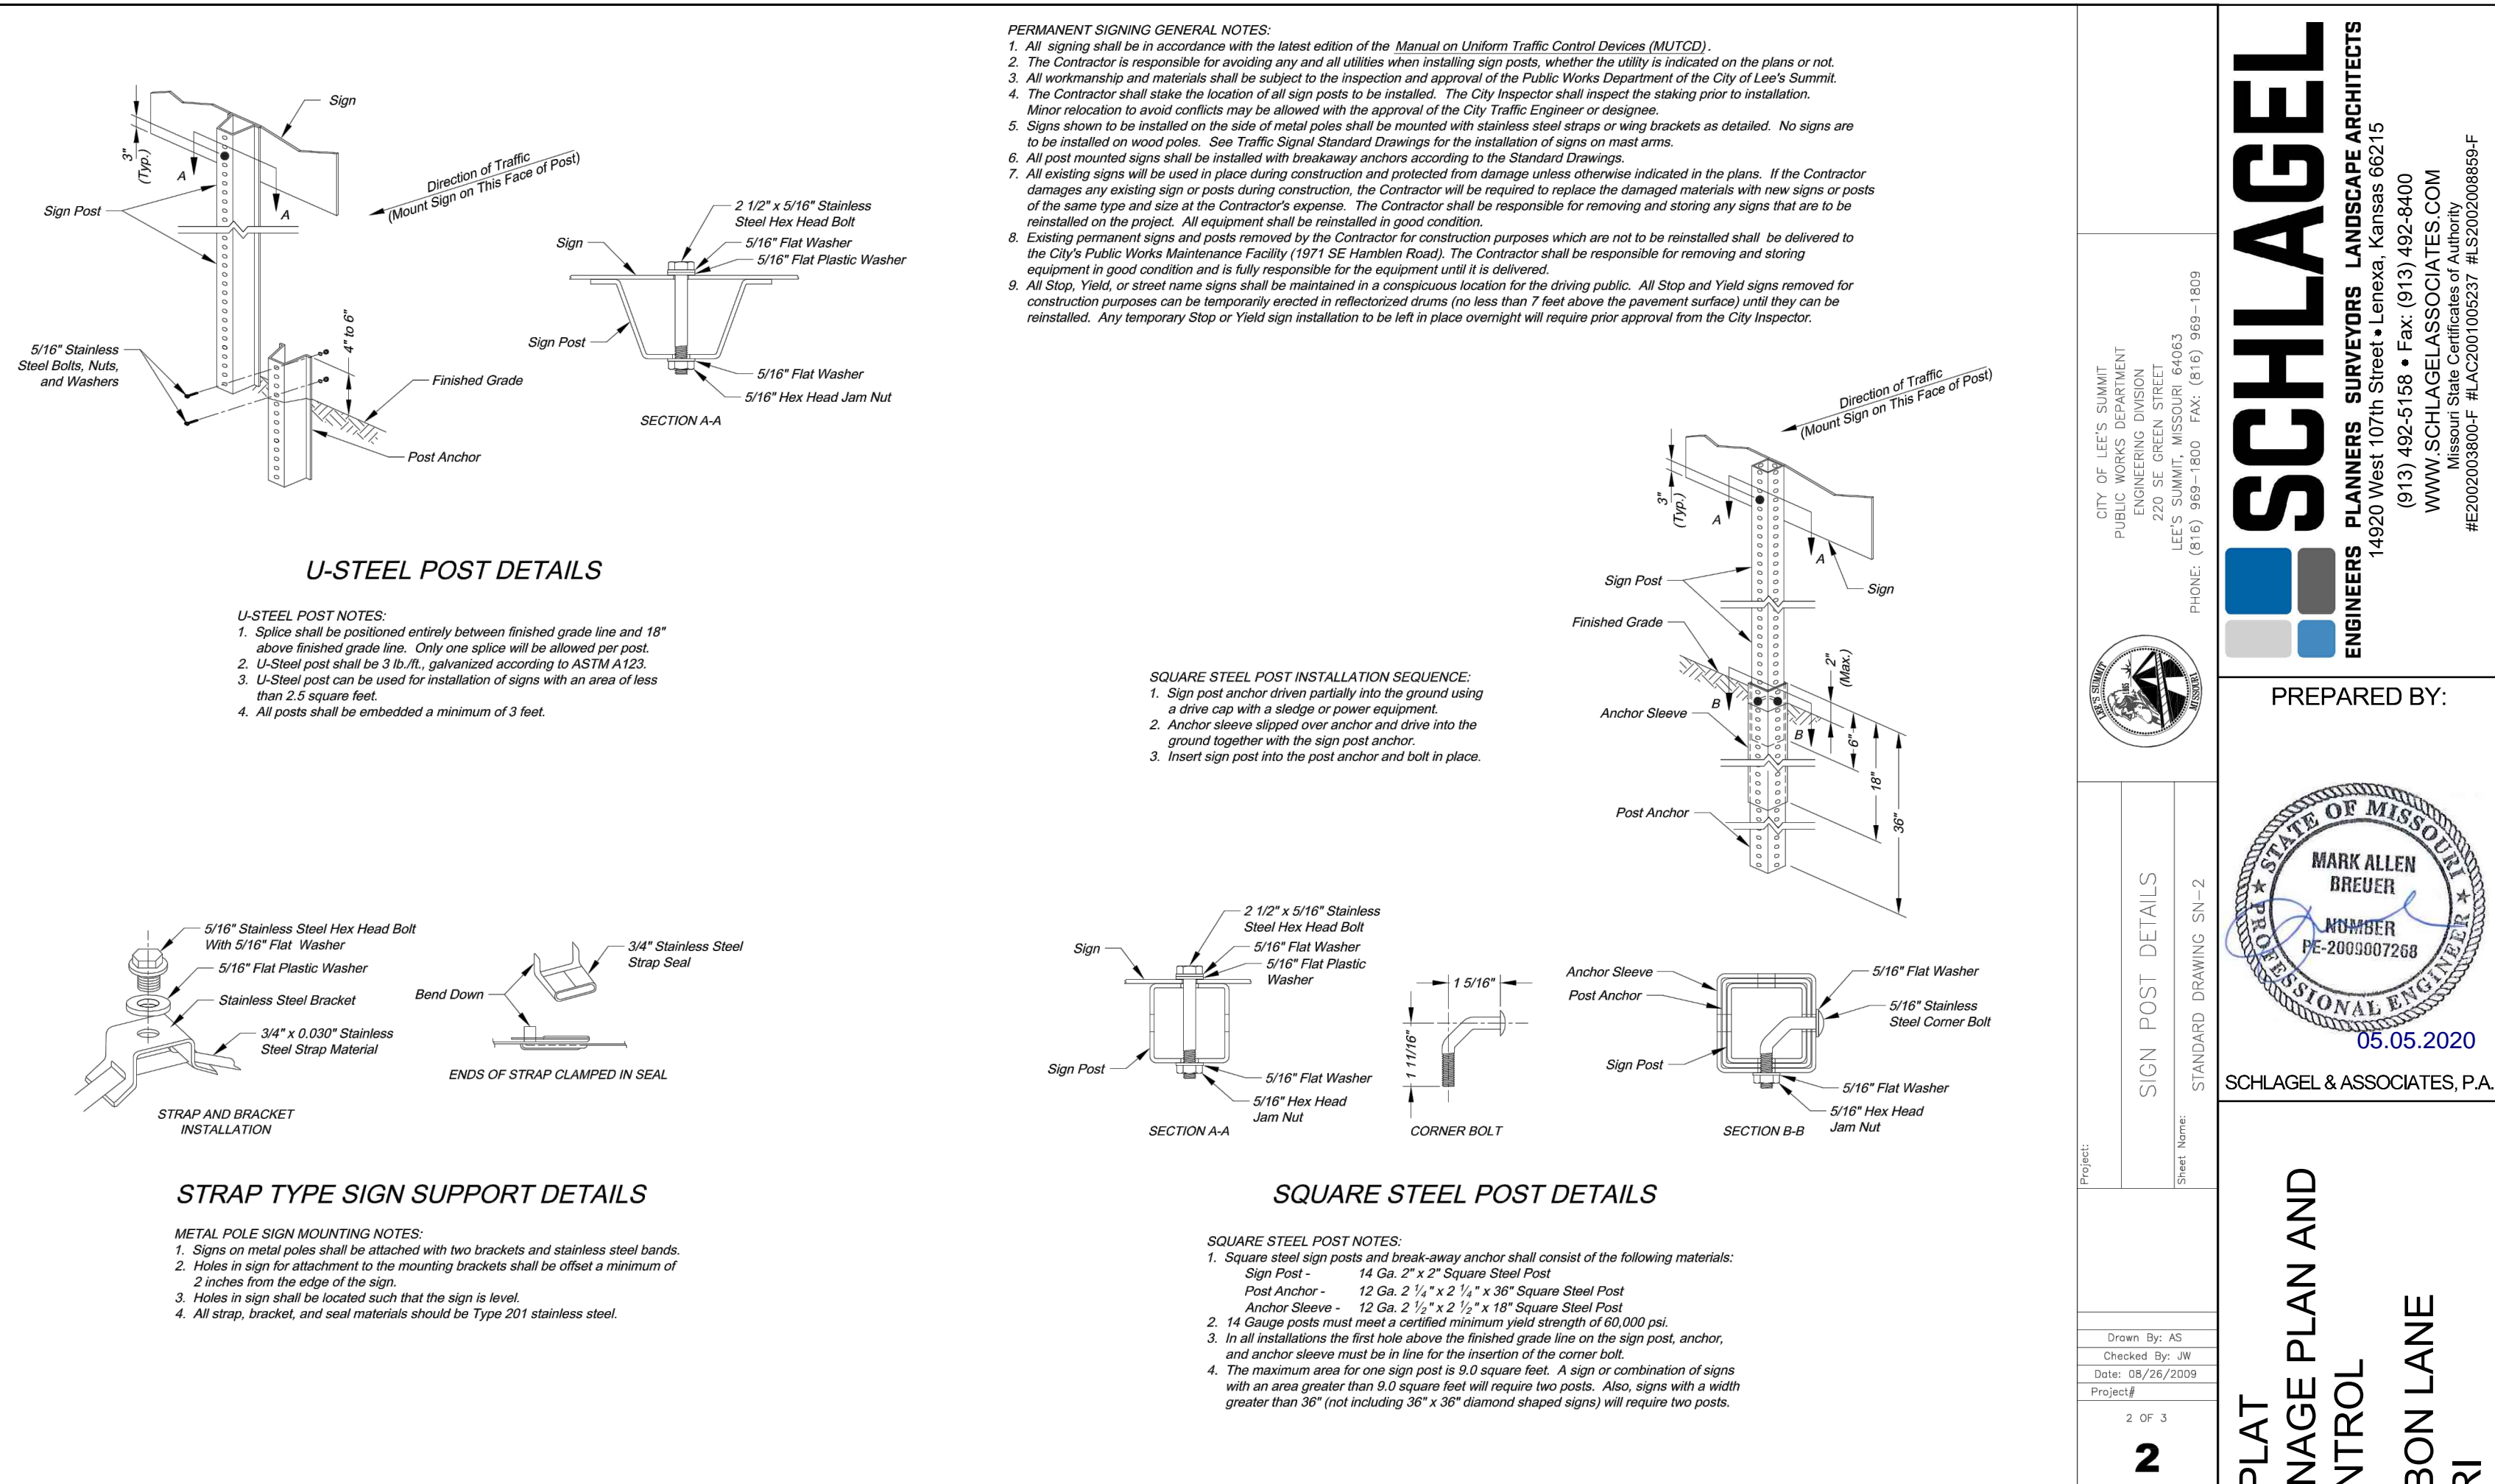 PERMANENT SIGNING GENERAL NOTES:
1. All signing shall be in accordance with the latest edition of the Manual on Uniform Traffic Control Devices (MUTCD).
2. The Contractor is responsible for avoiding any and all utilities when installing sign posts, whether the utility is indicated on the plans or not.
3. All workmanship and materials shall be subject to the inspection and approval of the Public Works Department of the City of Lee's Summit.
4. The Contractor shall stake the location of all sign posts to be installed. The City Inspector shall inspect the staking prior to installation.
Minor relocation to avoid conflicts may be allowed with the approval of the City Traffic Engineer or designee.
5. Signs shown to be installed on the side of metal poles shall be mounted with stainless steel straps or wing brackets as detailed. No signs are
to be installed on wood poles. See Traffic Signal Standard Drawings for the installation of signs on mast arms.
6. All post mounted signs shall be installed with breakaway anchors according to the Standard Drawings.
7. All existing signs will be used in place during construction and protected from damage unless otherwise indicated in the plans. If the Contractor
damages any existing sign or posts during construction, the Contractor will be required to replace the damaged materials with new signs or posts
of the same type and size at the Contractor's expense. The Contractor shall be responsible for removing and storing any signs that are to be
reinstalled on the project. All equipment shall be reinstalled in good condition.
8. Existing permanent signs and posts removed by the Contractor for construction purposes which are not to be reinstalled shall be delivered to
the City's Public Works Maintenance Facility (1971 SE Hamblen Road). The Contractor shall be responsible for removing and storing
equipment in good condition and is fully responsible for the equipment until it is delivered.
9. All Stop, Yield, or street name signs shall be maintained in a conspicuous location for the driving public. All Stop and Yield signs removed for
construction purposes can be temporarily erected in reflectorized drums (no less than 7 feet above the pavement surface) until they can be
reinstalled. Any temporary Stop or Yield sign installation to be left in place overnight will require prior approval from the City Inspector.
Sign
3"
(Typ.)
A
A
Direction of Traffic
(Mount Sign on This Face of Post)
Sign Post
4" to 6"
5/16" Stainless
Steel Bolts, Nuts,
and Washers
Finished Grade
Post Anchor
2 1/2" x 5/16" Stainless
Steel Hex Head Bolt
Sign
5/16" Flat Washer
5/16" Flat Plastic Washer
Sign Post
5/16" Flat Washer
5/16" Hex Head Jam Nut
SECTION A-A
U-STEEL POST DETAILS
U-STEEL POST NOTES:
1. Splice shall be positioned entirely between finished grade line and 18"
above finished grade line. Only one splice will be allowed per post.
2. U-Steel post shall be 3 lb./ft., galvanized according to ASTM A123.
3. U-Steel post can be used for installation of signs with an area of less
than 2.5 square feet.
4. All posts shall be embedded a minimum of 3 feet.
Direction of Traffic
(Mount Sign on This Face of Post)
3"
(Typ.)
A
A
Sign Post
Sign
Finished Grade
2"
(Max.)
B
Anchor Sleeve
B
6"
18"
36"
Post Anchor
SQUARE STEEL POST INSTALLATION SEQUENCE:
1. Sign post anchor driven partially into the ground using
a drive cap with a sledge or power equipment.
2. Anchor sleeve slipped over anchor and drive into the
ground together with the sign post anchor.
3. Insert sign post into the post anchor and bolt in place.
5/16" Stainless Steel Hex Head Bolt
With 5/16" Flat Washer
5/16" Flat Plastic Washer
Stainless Steel Bracket
3/4" x 0.030" Stainless
Steel Strap Material
STRAP AND BRACKET
INSTALLATION
3/4" Stainless Steel
Strap Seal
Bend Down
ENDS OF STRAP CLAMPED IN SEAL
STRAP TYPE SIGN SUPPORT DETAILS
METAL POLE SIGN MOUNTING NOTES:
1. Signs on metal poles shall be attached with two brackets and stainless steel bands.
2. Holes in sign for attachment to the mounting brackets shall be offset a minimum of
2 inches from the edge of the sign.
3. Holes in sign shall be located such that the sign is level.
4. All strap, bracket, and seal materials should be Type 201 stainless steel.
2 1/2" x 5/16" Stainless
Steel Hex Head Bolt
Sign
5/16" Flat Washer
5/16" Flat Plastic
Washer
Sign Post
5/16" Flat Washer
5/16" Hex Head
Jam Nut
SECTION A-A
1 5/16"
1 11/16"
CORNER BOLT
Anchor Sleeve
Post Anchor
Sign Post
5/16" Flat Washer
5/16" Stainless
Steel Corner Bolt
5/16" Flat Washer
5/16" Hex Head
Jam Nut
SECTION B-B
SQUARE STEEL POST DETAILS
SQUARE STEEL POST NOTES:
1. Square steel sign posts and break-away anchor shall consist of the following materials:
Sign Post - 14 Ga. 2" x 2" Square Steel Post
Post Anchor - 12 Ga. 2 1/4" x 2 1/4" x 36" Square Steel Post
Anchor Sleeve - 12 Ga. 2 1/2" x 2 1/2" x 18" Square Steel Post
2. 14 Gauge posts must meet a certified minimum yield strength of 60,000 psi.
3. In all installations the first hole above the finished grade line on the sign post, anchor,
and anchor sleeve must be in line for the insertion of the corner bolt.
4. The maximum area for one sign post is 9.0 square feet. A sign or combination of signs
with an area greater than 9.0 square feet will require two posts. Also, signs with a width
greater than 36" (not including 36" x 36" diamond shaped signs) will require two posts.
CITY OF LEE'S SUMMIT
PUBLIC WORKS DEPARTMENT
ENGINEERING DIVISION
220 SE GREEN STREET
LEE'S SUMMIT, MISSOURI 64063
PHONE: (816) 969-1800 FAX: (816) 969-1809
LEE'S SUMMIT
MISSOURI
Project:
SIGN POST DETAILS
Sheet Name:
STANDARD DRAWING SN-2
Drawn By: AS
Checked By: JW
Date: 08/26/2009
Project#
2 OF 3
2
SCHLAGEL
ENGINEERS PLANNERS SURVEYORS LANDSCAPE ARCHITECTS
14920 West 107th Street • Lenexa, Kansas 66215
(913) 492-5158 • Fax: (913) 492-8400
WWW.SCHLAGELASSOCIATES.COM
Missouri State Certificates of Authority
#E2002003800-F #LAC2001005237 #LS2002008859-F
PREPARED BY:
STATE OF MISSOURI
MARK ALLEN
BREUER
NUMBER
PE-2009007268
PROFESSIONAL ENGINEER
05.05.2020
SCHLAGEL & ASSOCIATES, P.A.
PLAT
NAGE PLAN AND
NTROL
BON LANE
RI